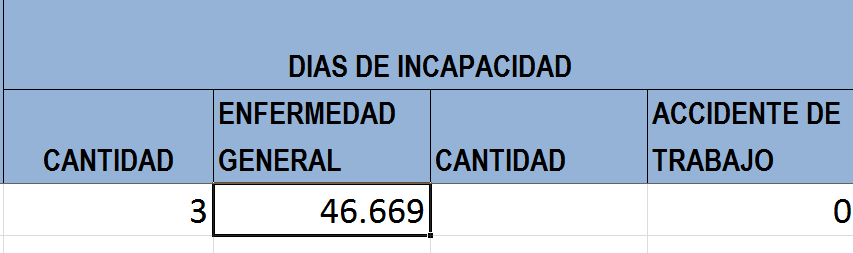 DIAS DE INCAPACIDAD
CANTIDAD
ENFERMEDAD
GENERAL
CANTIDAD
ACCIDENTE DE
TRABAJO
3
46.669
0